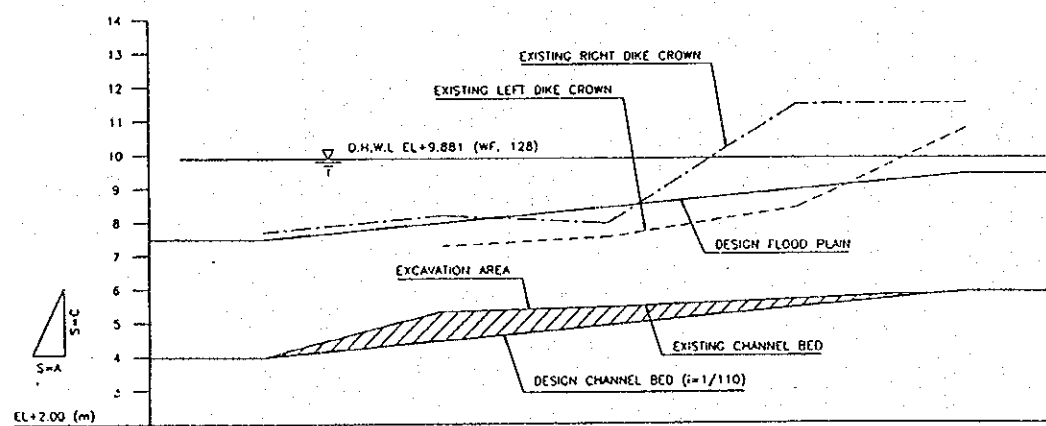 14
13
EXISTING RIGHT DIKE CROWN
12
EXISTING LEFT DIKE CROWN
11
D.H.W.L EL+9.881 (WF, 128)
10
9
8
DESIGN FLOOD PLAIN
7
EXCAVATION AREA
6
S=C
5
EXISTING CHANNEL BED
4
S=A
DESIGN CHANNEL BED (i=1/110)
3
EL+2.00 (m)